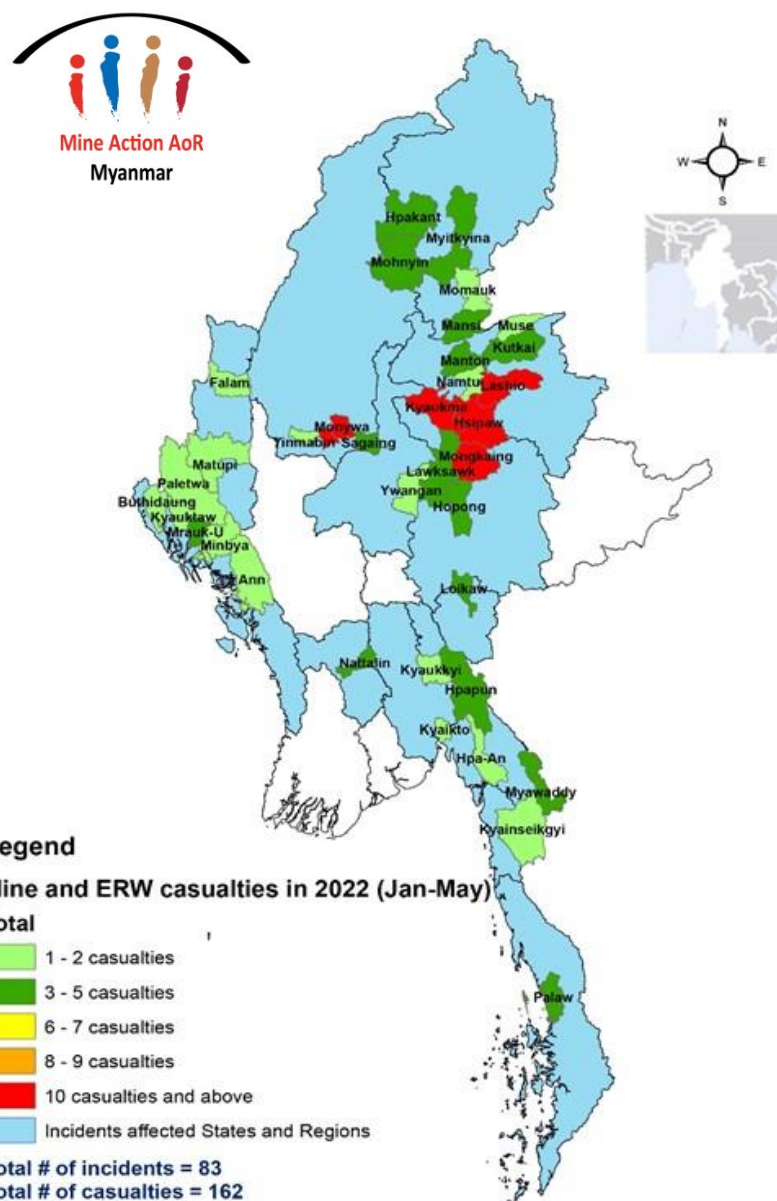 Mine Action AoR
Myanmar
N
W E
S
Hpakant
Myitkyina
Mohnyin
Momauk
Mansi
Muse
Kutkai
Manton
Namtu
Lashio
Falam
Kyaukme
Monywa
Hsipaw
Yinmabin
Sagaing
Mongkaing
Matupi
Lawksawk
Paletwa
Ywangan
Buthidaung
Hopong
Kyauktaw
Mrauk-U
Minbya
Ann
Loikaw
Nattalin
Kyaukkyi
Hpapun
Kyaikto
Hpa-An
Myawaddy
Kyainseikgyi
egend
line and ERW casualties in 2022 (Jan-May)
otal
1 - 2 casualties
3 - 5 casualties
6 - 7 casualties
8 - 9 casualties
10 casualties and above
Incidents affected States and Regions
Palaw
otal # of incidents = 83
otal # of casualties = 162